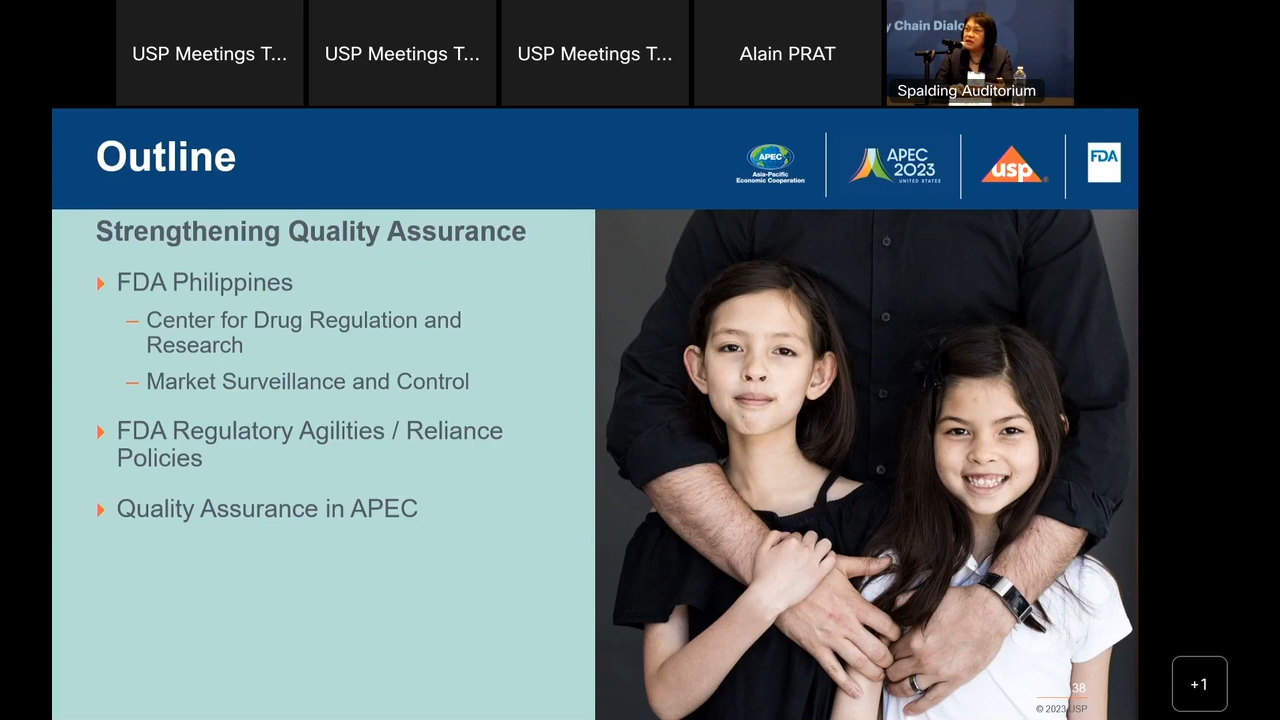 USP Meetings T...
USP Meetings T...
USP Meetings T...
Alain PRAT
y Chain Dialo
Spalding Auditorium
Outline
APEC
Asia-Pacific
Economic Cooperation
APEC
2023
UNITED STATES
usp
FDA
Strengthening Quality Assurance
FDA Philippines
– Center for Drug Regulation and
Research
– Market Surveillance and Control
FDA Regulatory Agilities / Reliance
Policies
Quality Assurance in APEC
38
© 2023 USP
+1